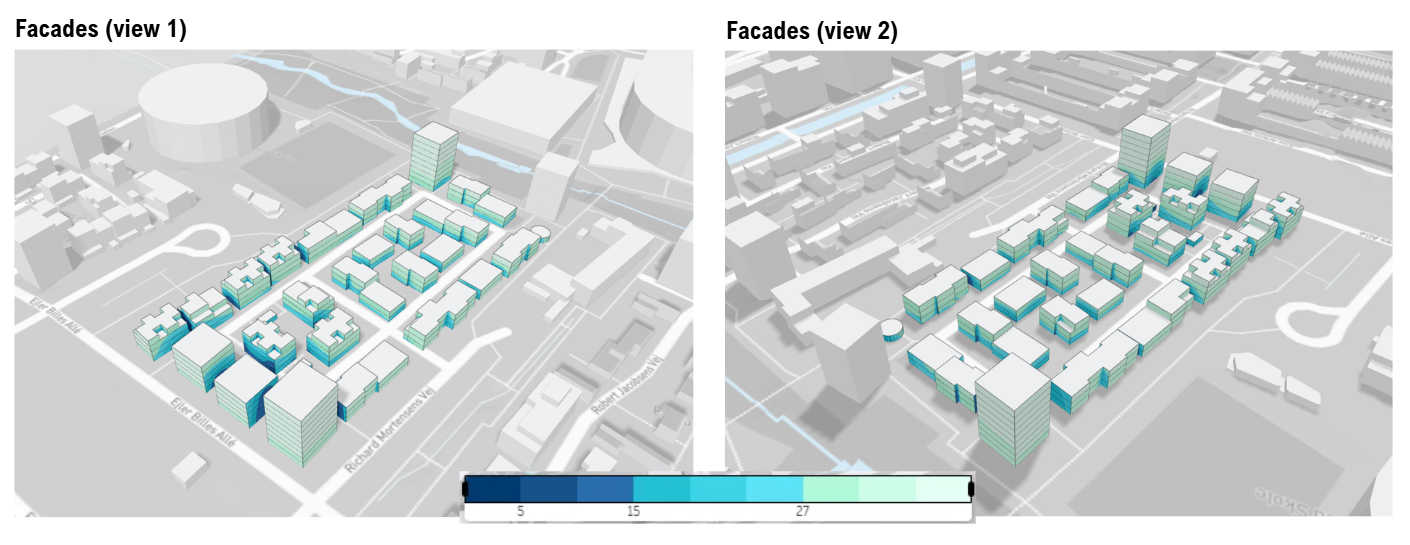 Facades (view 1)
Facades (view 2)
Ejler Billes Allé
Ejler Billes Allé
Richard Mortensens Vej
Robert Jacobsens Vej
5
15
27